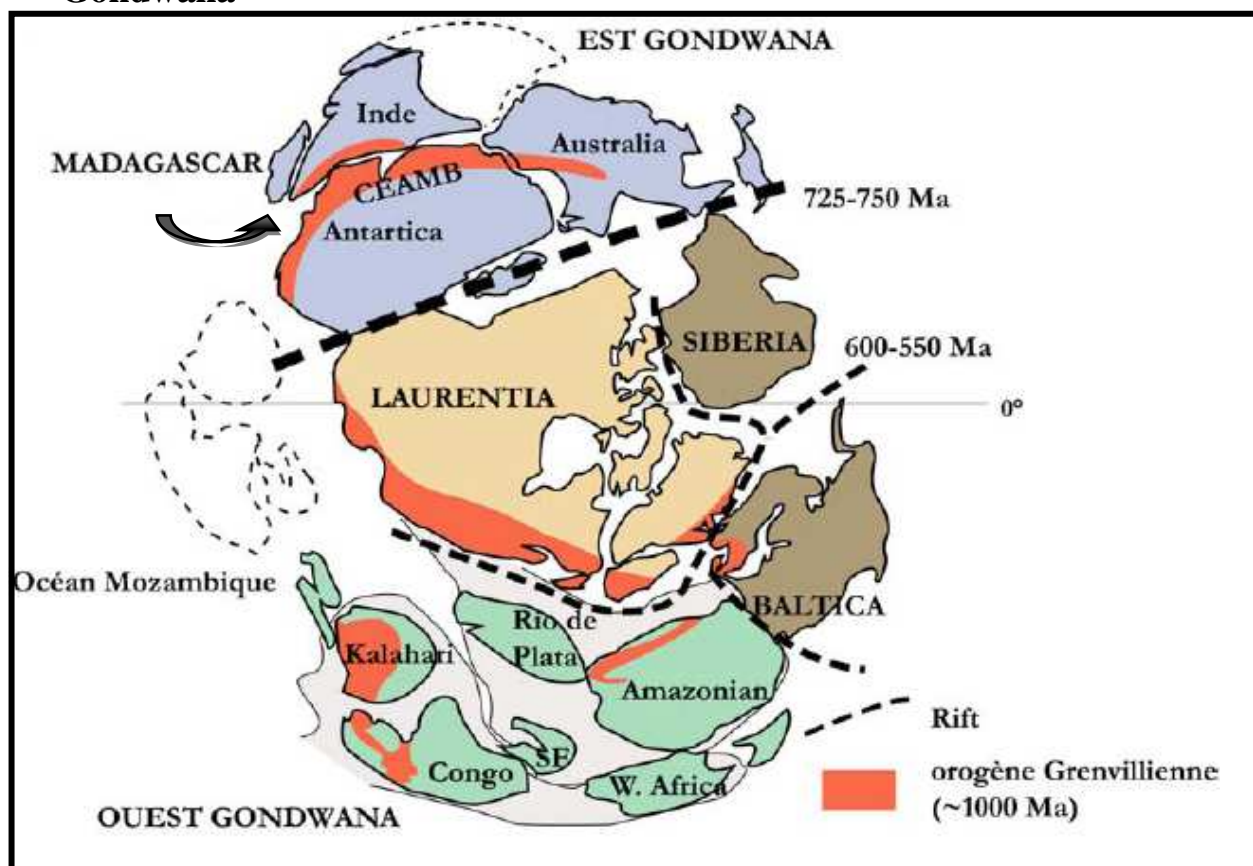 Gondwana
EST GONDWANA
Inde
Australia
MADAGASCAR
CEAMB
725-750 Ma
Antartica
SIBERIA
600-550 Ma
LAURENTIA
0°
Océan Mozambique
BALTICA
Rio de
Plata
Kalahari
Amazonian
Rift
SF
Congo
W. Africa
orogène Grenvillienne
(~1000 Ma)
OUEST GONDWANA